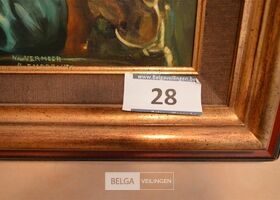 N. VERMEER
www.Belgaveilingen.be
28
BELGA VEILINGEN